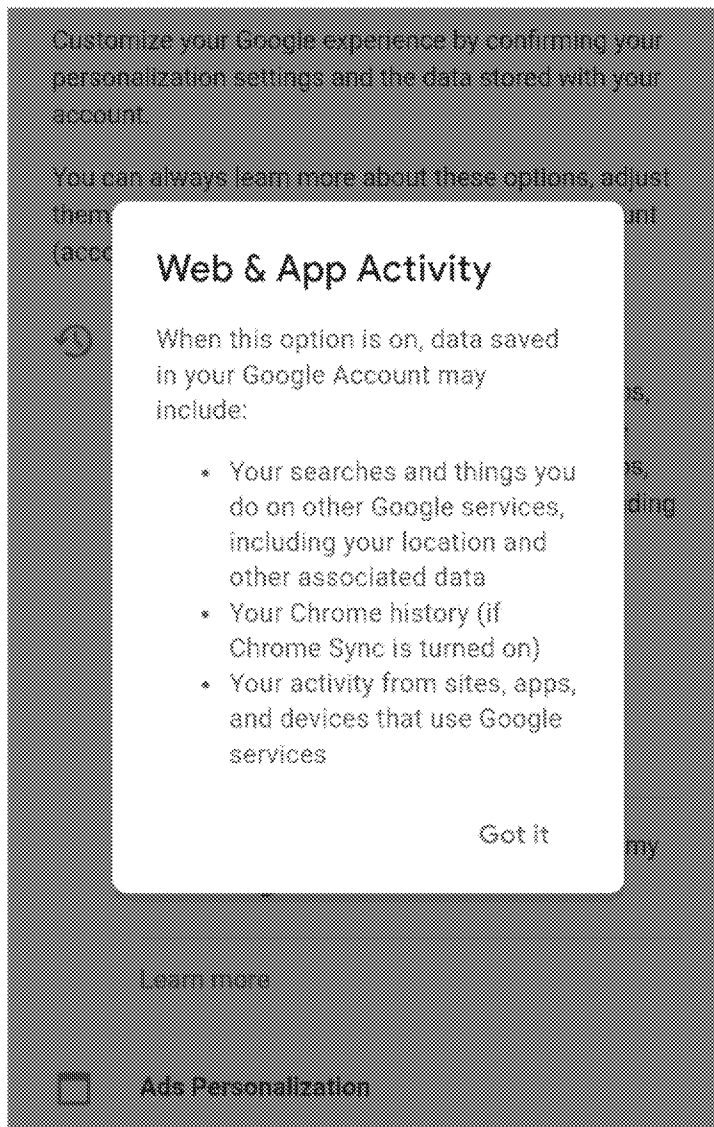 Customize your Google experience by confirming your
personalization settings and the data stored with your
account.
You can always learn more about these options, adjust
them
Web & App Activity
When this option is on, data saved
in your Google Account may
include:
• Your searches and things you
do on other Google services,
including your location and
other associated data
• Your Chrome history (if
Chrome Sync is turned on)
• Your activity from sites, apps,
and devices that use Google
services
Got it
my
Learn more
Ads Personalization